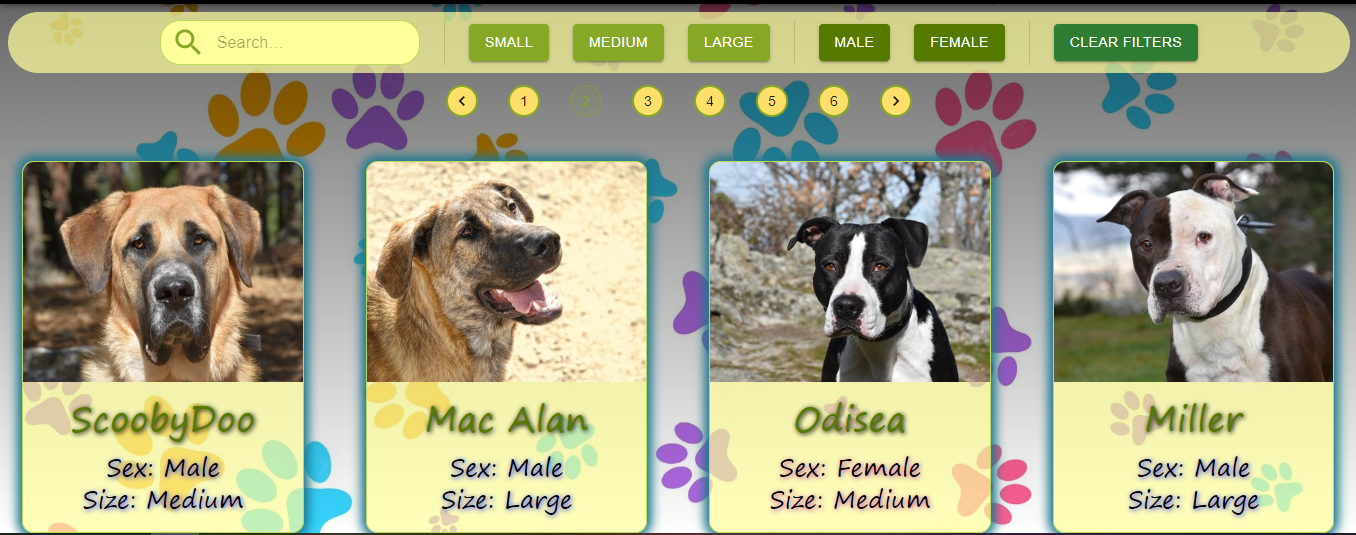 Search...
SMALL
MEDIUM
LARGE
MALE
FEMALE
CLEAR FILTERS
1
2
3
4
5
6
ScoobyDoo
Sex: Male
Size: Medium
Mac Alan
Sex: Male
Size: Large
Odisea
Sex: Female
Size: Medium
Miller
Sex: Male
Size: Large